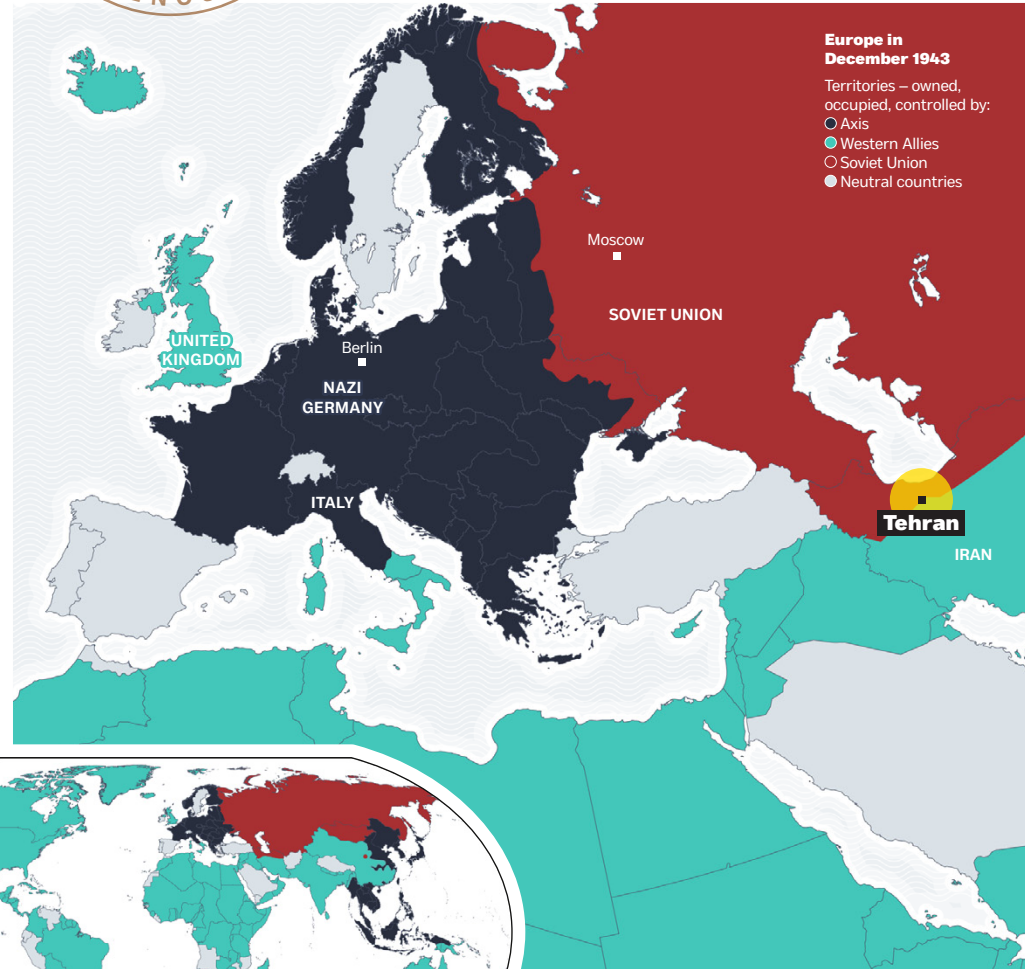 Europe in
December 1943
Territories – owned,
occupied, controlled by:
Axis
Western Allies
Soviet Union
Neutral countries
Moscow
SOVIET UNION
UNITED
KINGDOM
Berlin
NAZI
GERMANY
ITALY
Tehran
IRAN